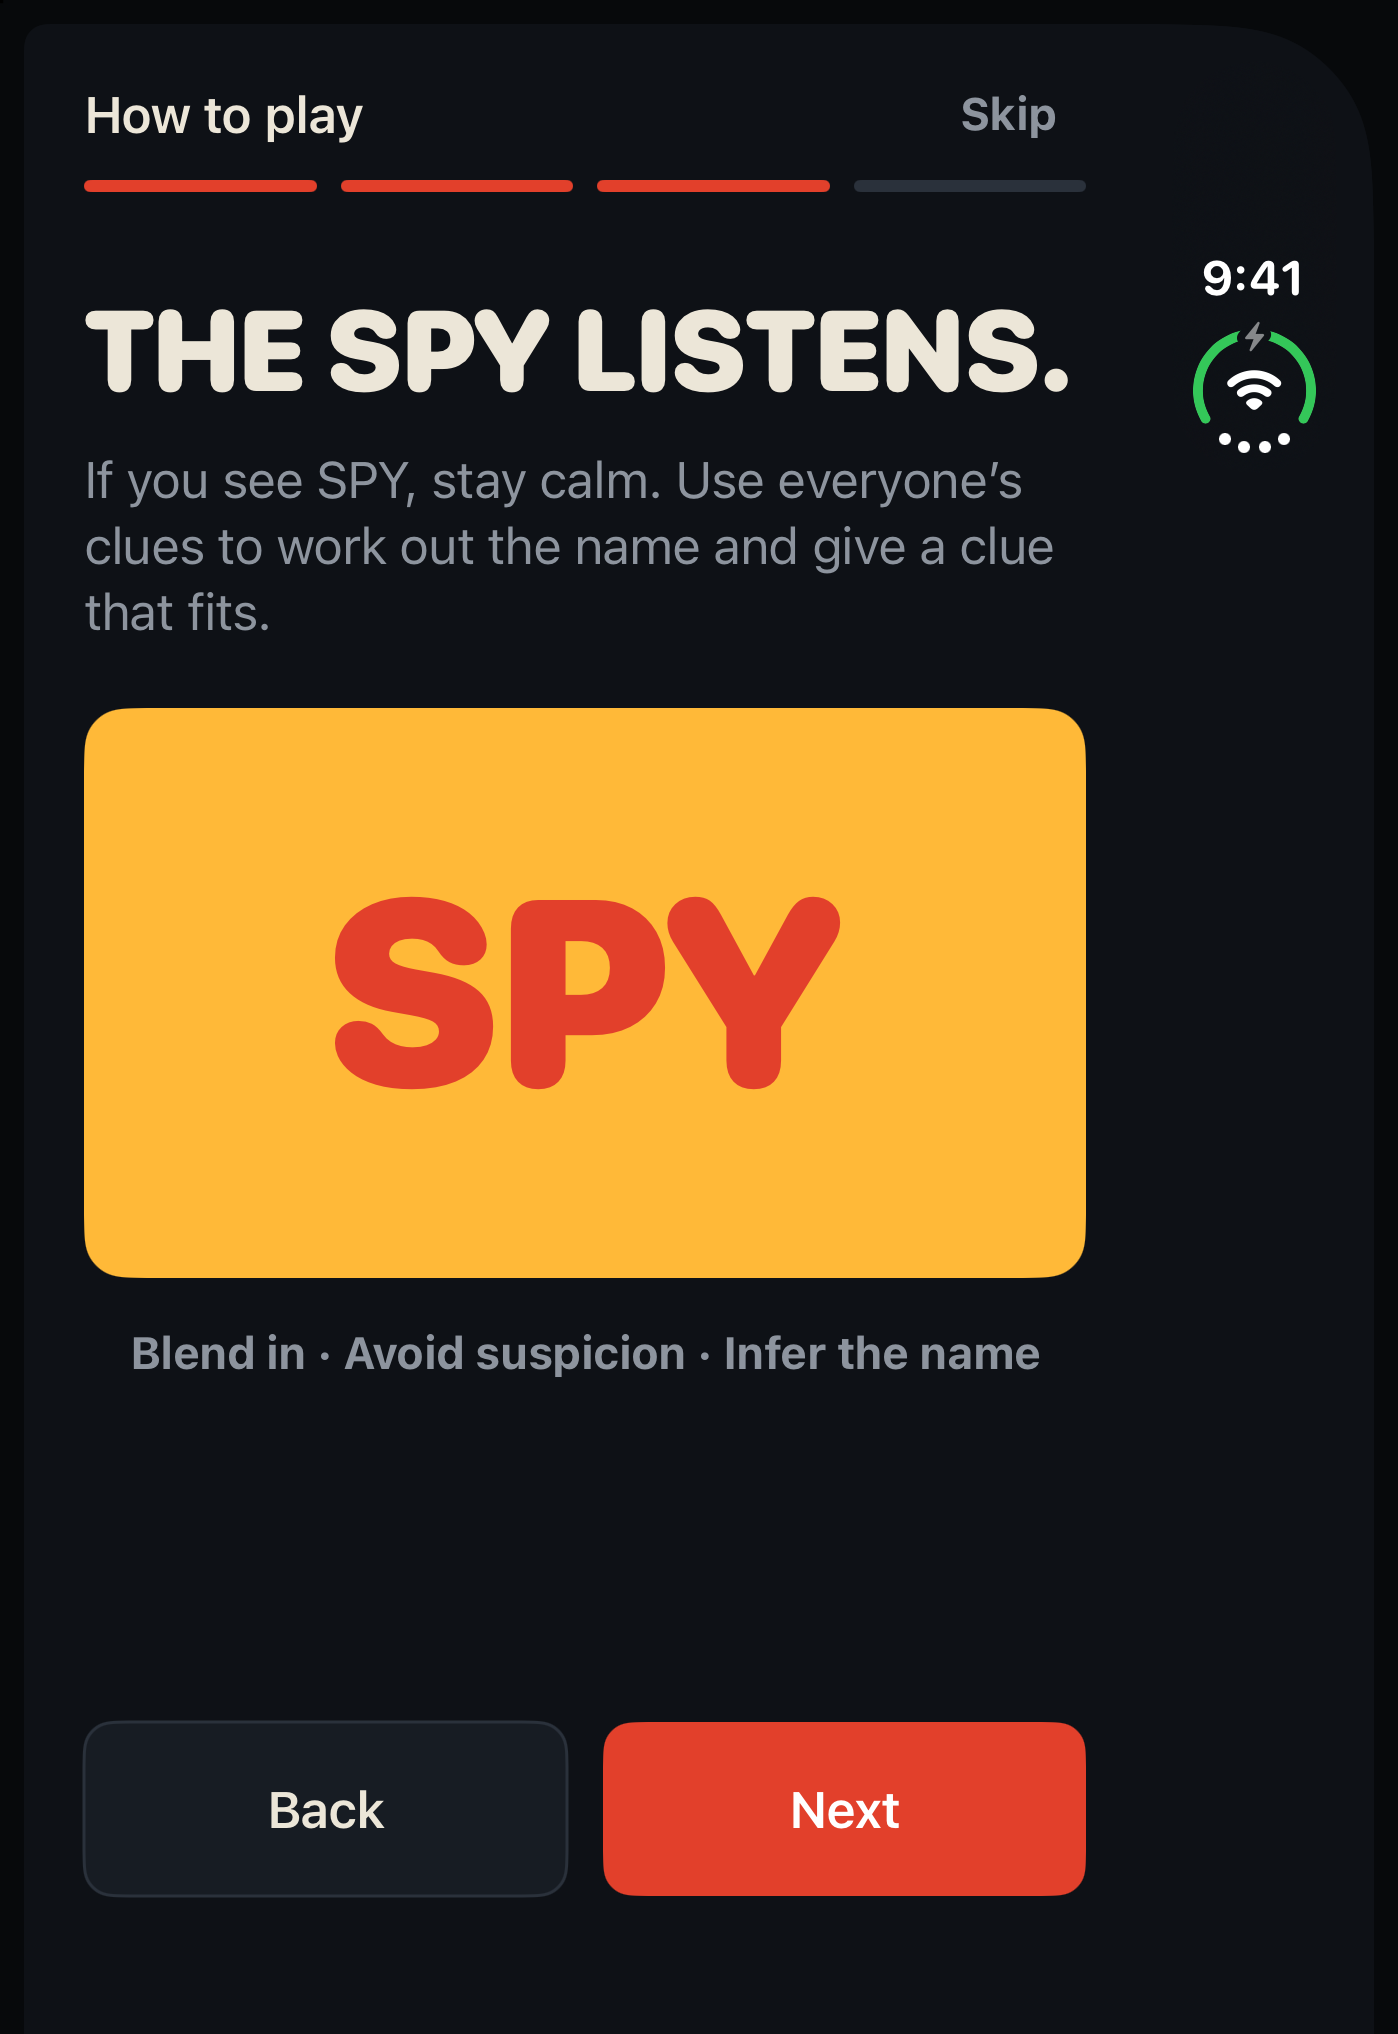 How to play
Skip
THE SPY LISTENS.
9:41
If you see SPY, stay calm. Use everyone’s
clues to work out the name and give a clue
that fits.
SPY
Blend in · Avoid suspicion · Infer the name
Back
Next